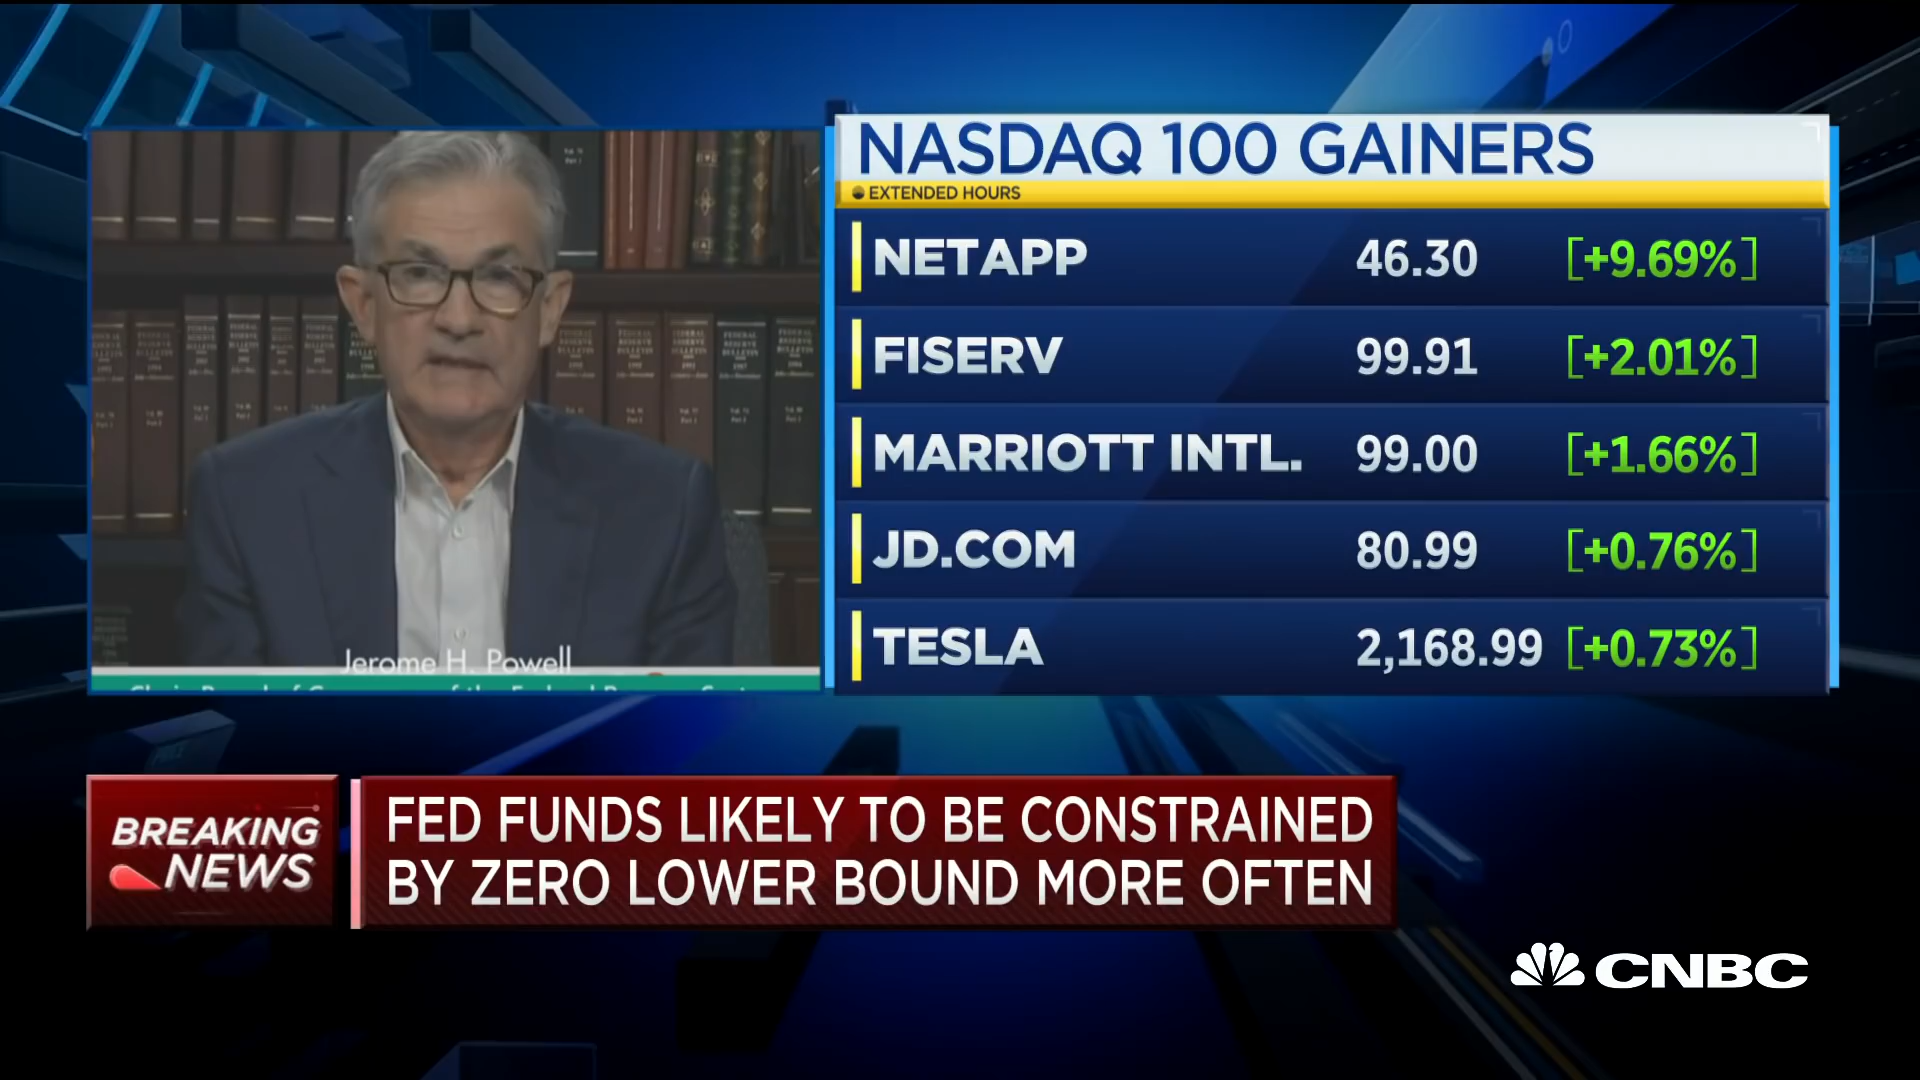 NASDAQ 100 GAINERS
EXTENDED HOURS
NETAPP 46.30 [+9.69%]
FISERV 99.91 [+2.01%]
MARRIOTT INTL. 99.00 [+1.66%]
JD.COM 80.99 [+0.76%]
TESLA 2,168.99 [+0.73%]
Jerome H. Powell
BREAKING
NEWS
FED FUNDS LIKELY TO BE CONSTRAINED
BY ZERO LOWER BOUND MORE OFTEN
CNBC